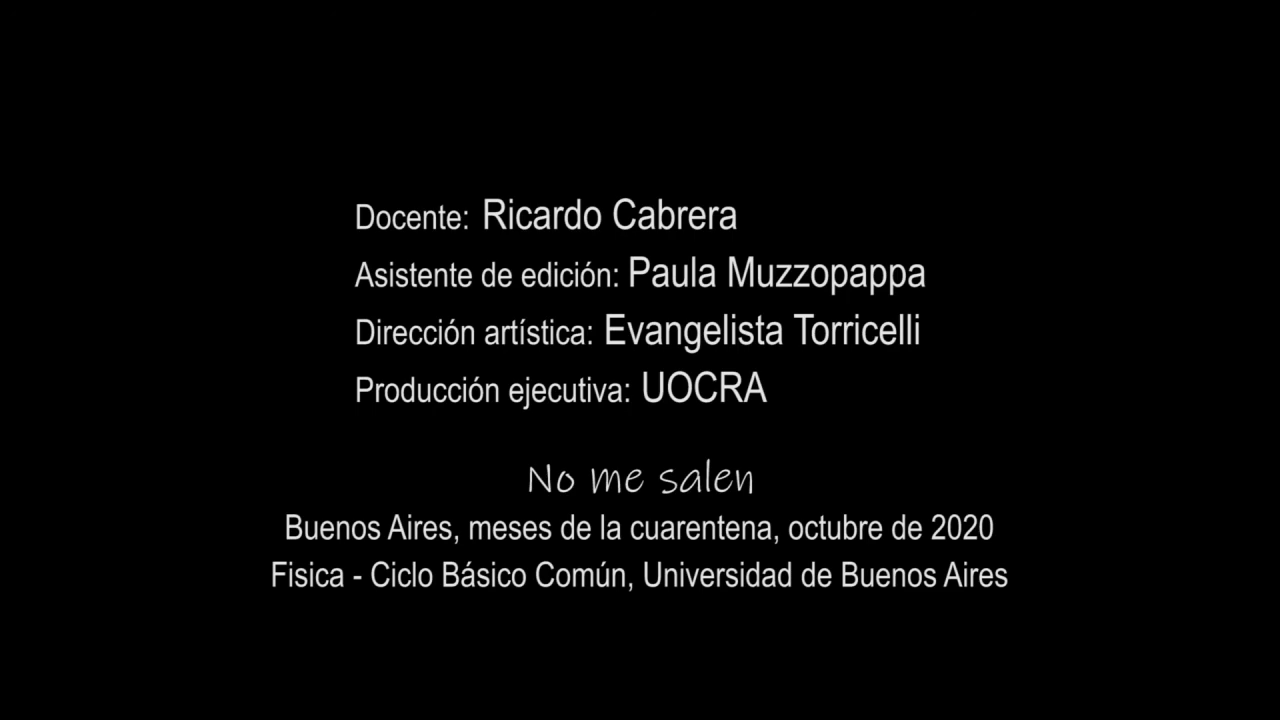 Docente: Ricardo Cabrera
Asistente de edición: Paula Muzzopappa
Dirección artística: Evangelista Torricelli
Producción ejecutiva: UOCRA
No me salen
Buenos Aires, meses de la cuarentena, octubre de 2020
Fisica - Ciclo Básico Común, Universidad de Buenos Aires